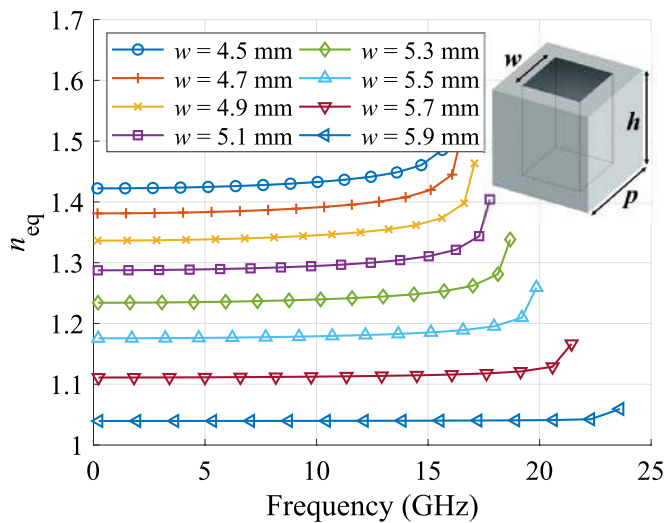 1.7
1.6
1.5
1.4
1.3
1.2
1.1
1
n_eq
w = 4.5 mm
w = 4.7 mm
w = 4.9 mm
w = 5.1 mm
w = 5.3 mm
w = 5.5 mm
w = 5.7 mm
w = 5.9 mm
w
h
p
0 5 10 15 20 25
Frequency (GHz)